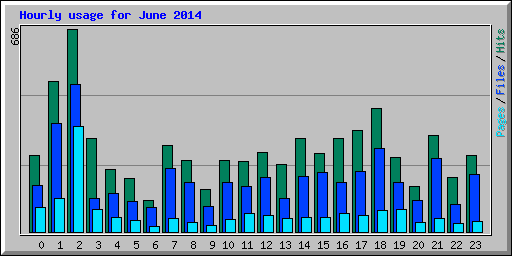 Hourly usage for June 2014
686
Pages/Files/Hits
0 1 2 3 4 5 6 7 8 9 10 11 12 13 14 15 16 17 18 19 20 21 22 23